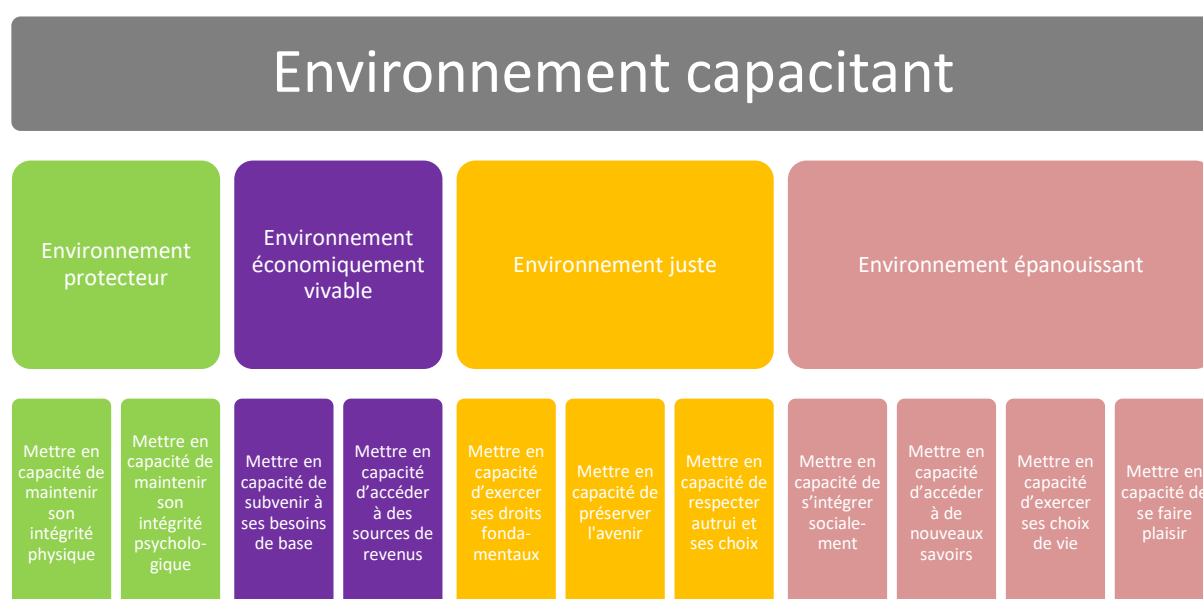 Environnement capacitant
Environnement
protecteur
Environnement
économiquement
vivable
Environnement juste
Environnement épanouissant
Mettre en
capacité de
maintenir
son
intégrité
physique
Mettre en
capacité de
maintenir
son
intégrité
psycholo-
gique
Mettre en
capacité de
subvenir à
ses besoins
de base
Mettre en
capacité
d’accéder
à des
sources de
revenus
Mettre en
capacité
d’exercer
ses droits
fonda-
mentaux
Mettre en
capacité de
préserver
l'avenir
Mettre en
capacité de
respecter
autrui et
ses choix
Mettre en
capacité de
s’intégrer
sociale-
ment
Mettre en
capacité
d’accéder
à de
nouveaux
savoirs
Mettre en
capacité
d’exercer
ses choix
de vie
Mettre en
capacité de
se faire
plaisir